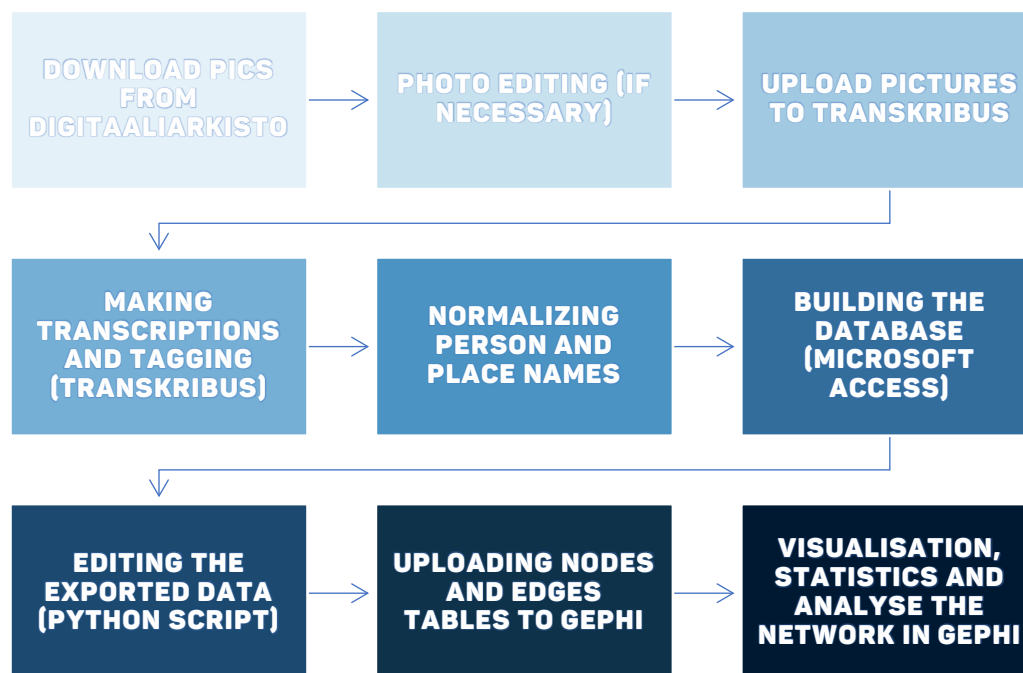 DOWNLOAD PICS
FROM
DIGITAALIARKISTO
PHOTO EDITING (IF
NECESSARY)
UPLOAD PICTURES
TO TRANSKRIBUS
MAKING
TRANSCRIPTIONS
AND TAGGING
(TRANSKRIBUS)
NORMALIZING
PERSON AND
PLACE NAMES
BUILDING THE
DATABASE
(MICROSOFT
ACCESS)
EDITING THE
EXPORTED DATA
(PYTHON SCRIPT)
UPLOADING NODES
AND EDGES
TABLES TO GEPHI
VISUALISATION,
STATISTICS AND
ANALYSE THE
NETWORK IN GEPHI